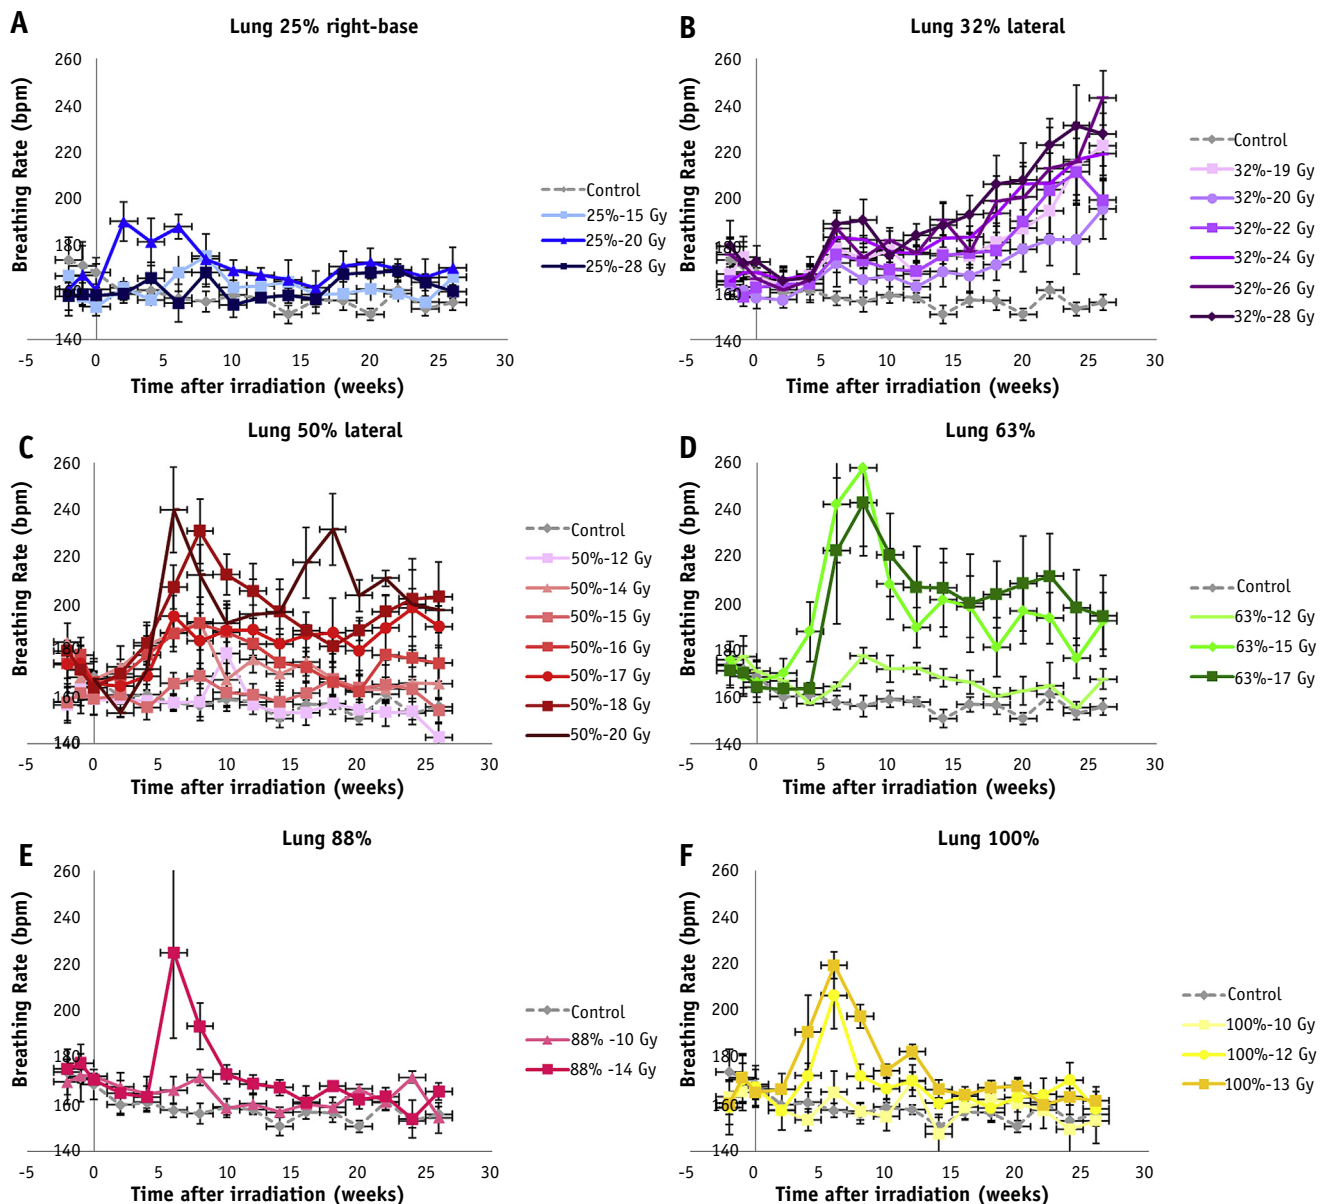 A
Lung 25% right-base
Breathing Rate (bpm)
260
240
220
200
180
160
140
-5 0 5 10 15 20 25 30
Time after irradiation (weeks)
Control
25%-15 Gy
25%-20 Gy
25%-28 Gy
B
Lung 32% lateral
Breathing Rate (bpm)
260
240
220
200
180
160
140
-5 0 5 10 15 20 25 30
Time after irradiation (weeks)
Control
32%-19 Gy
32%-20 Gy
32%-22 Gy
32%-24 Gy
32%-26 Gy
32%-28 Gy
C
Lung 50% lateral
Breathing Rate (bpm)
260
240
220
200
180
160
140
-5 0 5 10 15 20 25 30
Time after irradiation (weeks)
Control
50%-12 Gy
50%-14 Gy
50%-15 Gy
50%-16 Gy
50%-17 Gy
50%-18 Gy
50%-20 Gy
D
Lung 63%
Breathing Rate (bpm)
260
240
220
200
180
160
140
-5 0 5 10 15 20 25 30
Time after irradiation (weeks)
Control
63%-12 Gy
63%-15 Gy
63%-17 Gy
E
Lung 88%
Breathing Rate (bpm)
260
240
220
200
180
160
140
-5 0 5 10 15 20 25 30
Time after irradiation (weeks)
Control
88% -10 Gy
88% -14 Gy
F
Lung 100%
Breathing Rate (bpm)
260
240
220
200
180
160
140
-5 0 5 10 15 20 25 30
Time after irradiation (weeks)
Control
100%-10 Gy
100%-12 Gy
100%-13 Gy